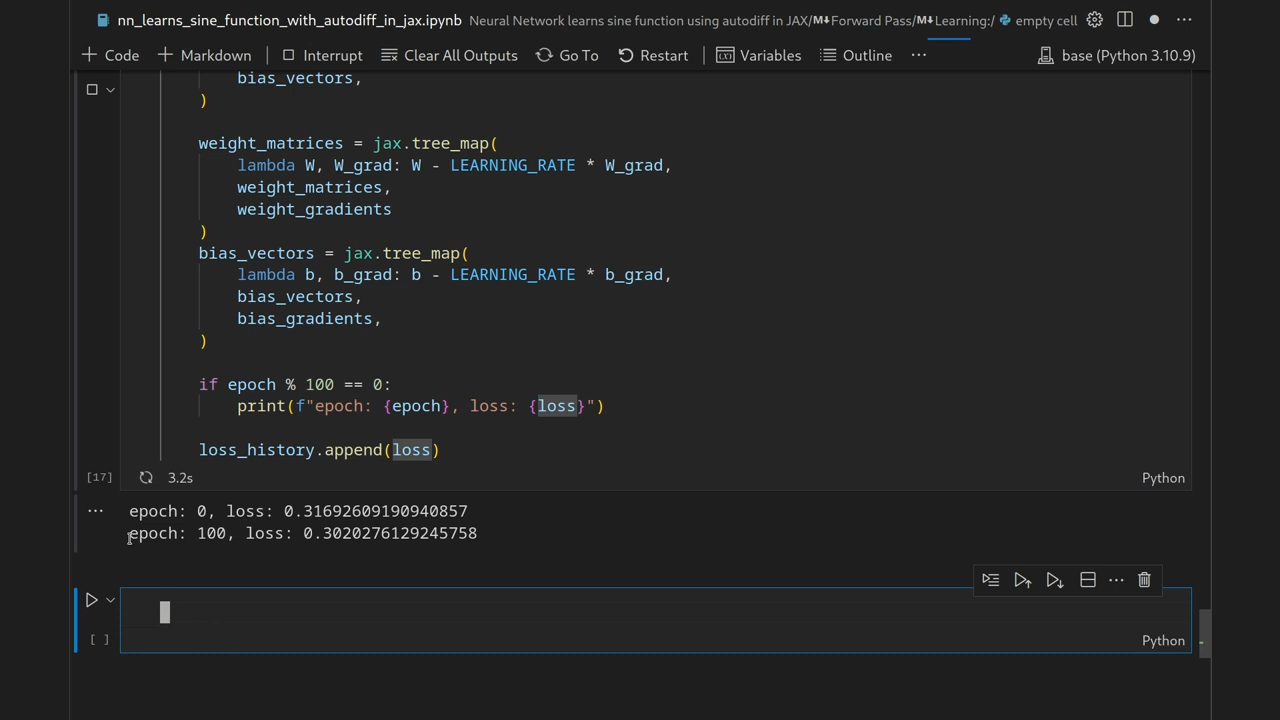 nn_learns_sine_function_with_autodiff_in_jax.ipynb Neural Network learns sine function using autodiff in JAX/M↓Forward Pass/M↓Learning:/ empty cell ···
+ Code + Markdown Interrupt Clear All Outputs Go To Restart (x) Variables Outline ··· base (Python 3.10.9)
bias_vectors,
)
weight_matrices = jax.tree_map(
lambda W, W_grad: W - LEARNING_RATE * W_grad,
weight_matrices,
weight_gradients
)
bias_vectors = jax.tree_map(
lambda b, b_grad: b - LEARNING_RATE * b_grad,
bias_vectors,
bias_gradients,
)
if epoch % 100 == 0:
print(f"epoch: {epoch}, loss: {loss}")
loss_history.append(loss)
[17] 3.2s Python
··· epoch: 0, loss: 0.31692609190940857
epoch: 100, loss: 0.3020276129245758
[ ] Python